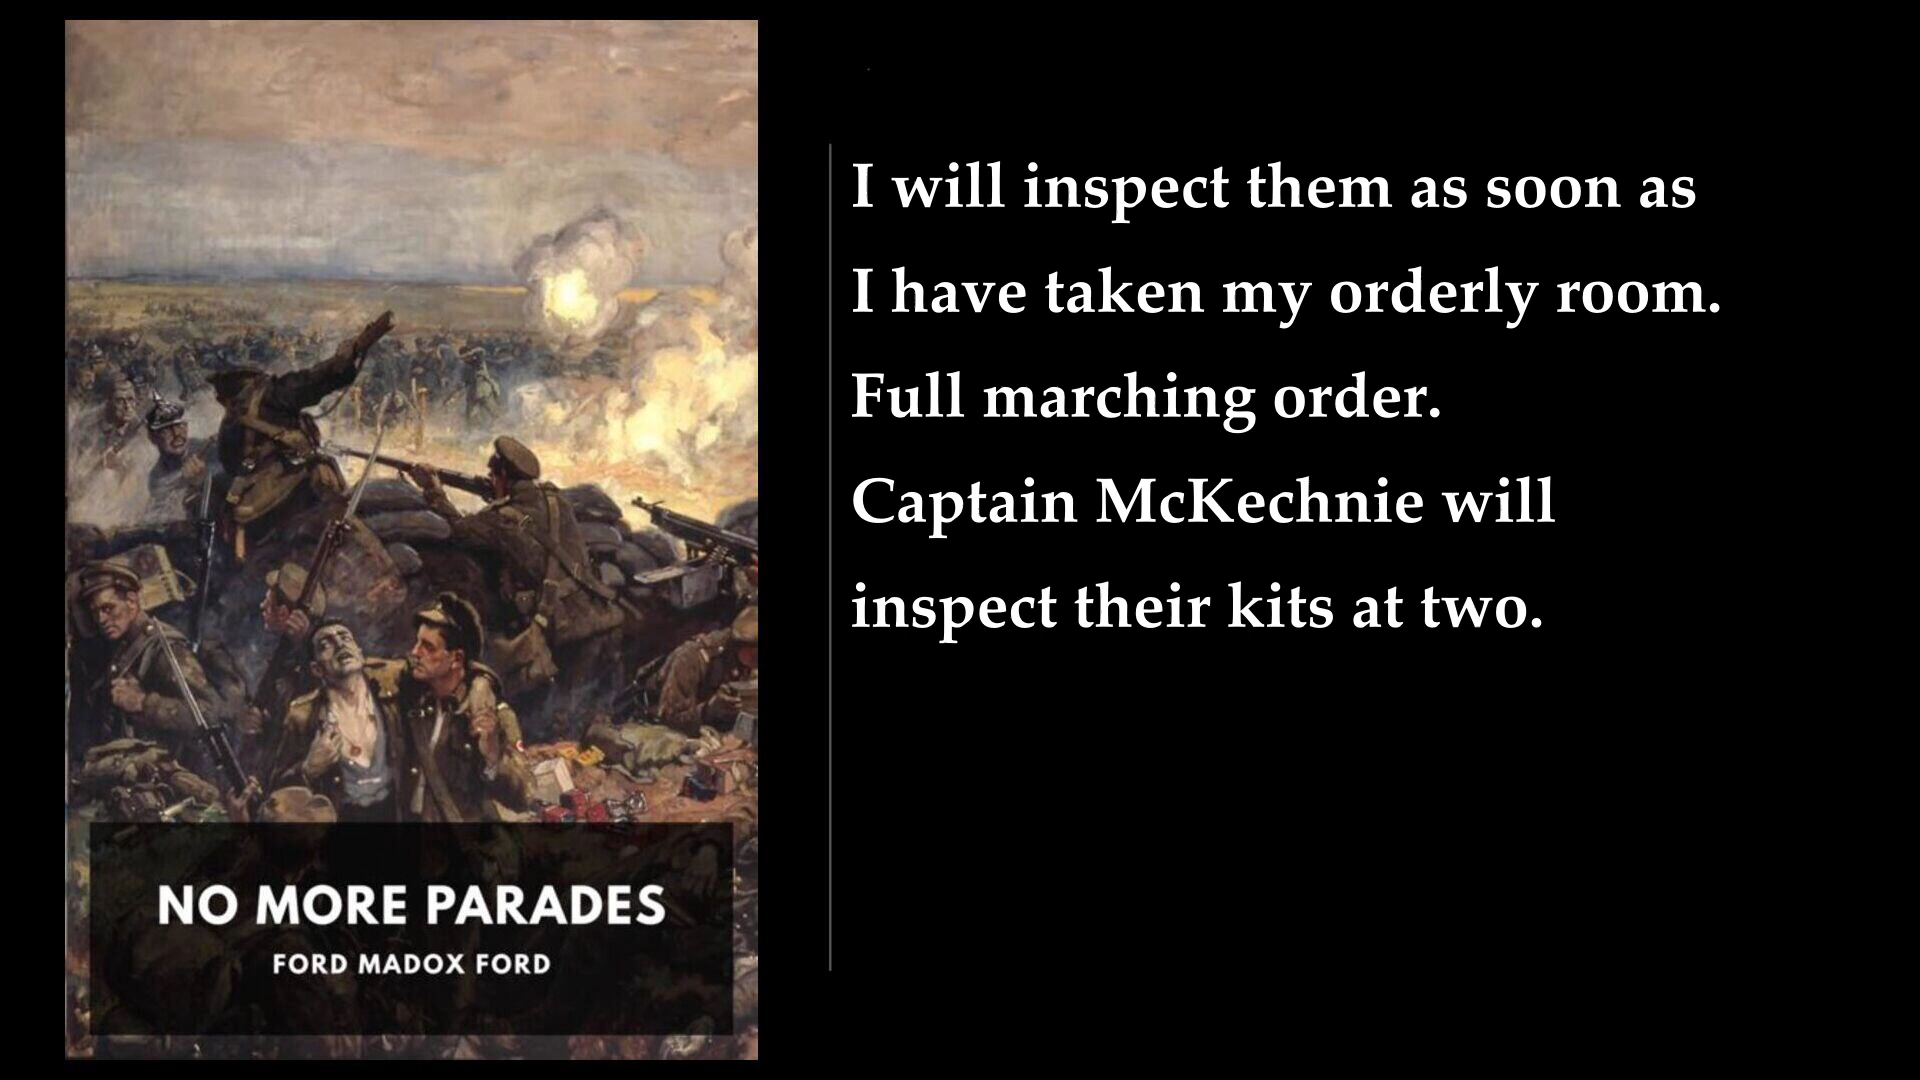 I will inspect them as soon as
I have taken my orderly room.
Full marching order.
Captain McKechnie will
inspect their kits at two.
NO MORE PARADES
FORD MADOX FORD